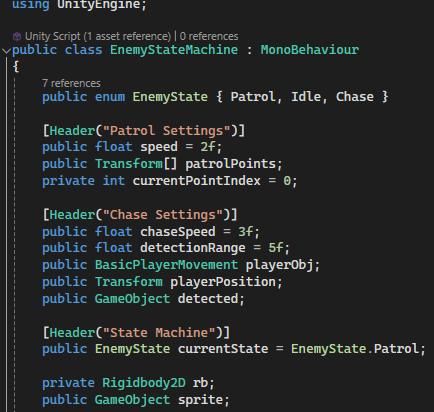 using UnityEngine;
Unity Script (1 asset reference) | 0 references
public class EnemyStateMachine : MonoBehaviour
{
7 references
public enum EnemyState { Patrol, Idle, Chase }
[Header("Patrol Settings")]
public float speed = 2f;
public Transform[] patrolPoints;
private int currentPointIndex = 0;
[Header("Chase Settings")]
public float chaseSpeed = 3f;
public float detectionRange = 5f;
public BasicPlayerMovement playerObj;
public Transform playerPosition;
public GameObject detected;
[Header("State Machine")]
public EnemyState currentState = EnemyState.Patrol;
private Rigidbody2D rb;
public GameObject sprite;